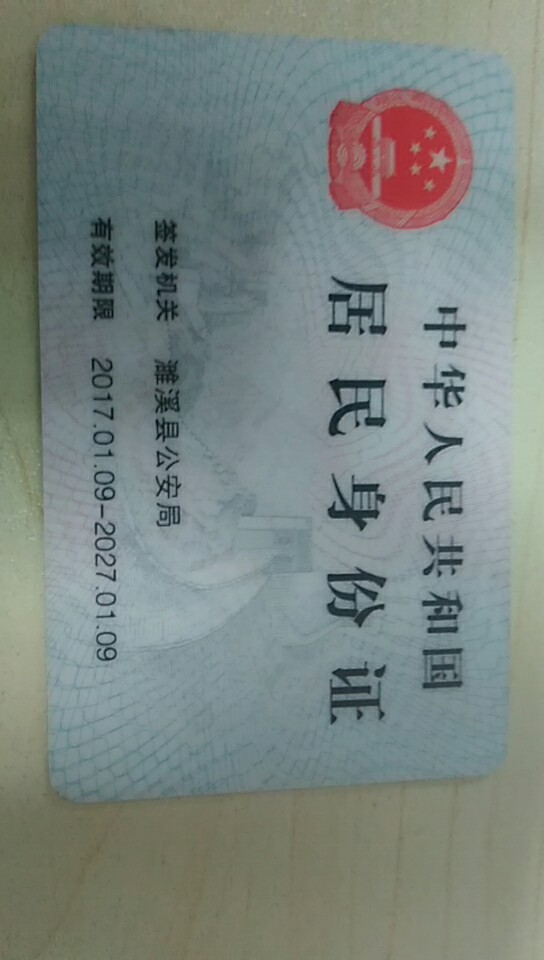 中华人民共和国
居民身份证
签发机关 濉溪县公安局
有效期限 2017.01.09-2027.01.09